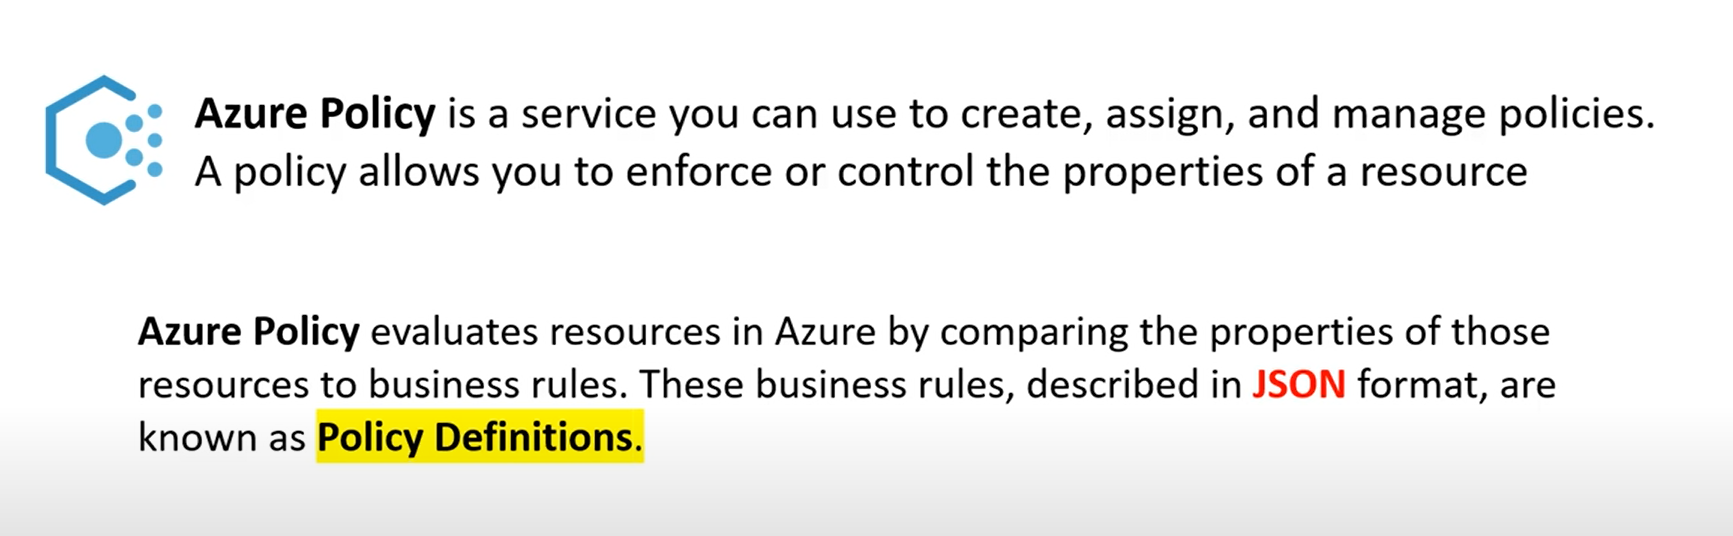 Azure Policy is a service you can use to create, assign, and manage policies.
A policy allows you to enforce or control the properties of a resource
Azure Policy evaluates resources in Azure by comparing the properties of those
resources to business rules. These business rules, described in JSON format, are
known as Policy Definitions.